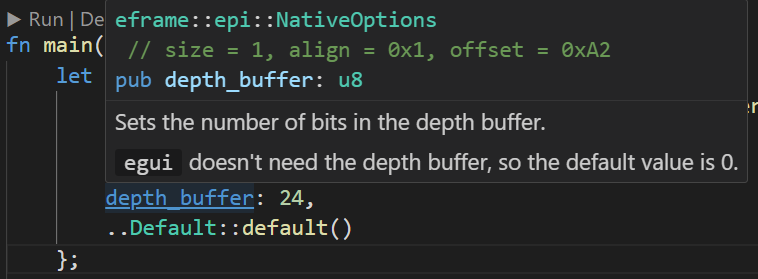 ▶ Run | De
eframe::epi::NativeOptions
fn main(
// size = 1, align = 0x1, offset = 0xA2
let
pub depth_buffer: u8
Sets the number of bits in the depth buffer.
egui doesn't need the depth buffer, so the default value is 0.
depth_buffer: 24,
..Default::default()
};